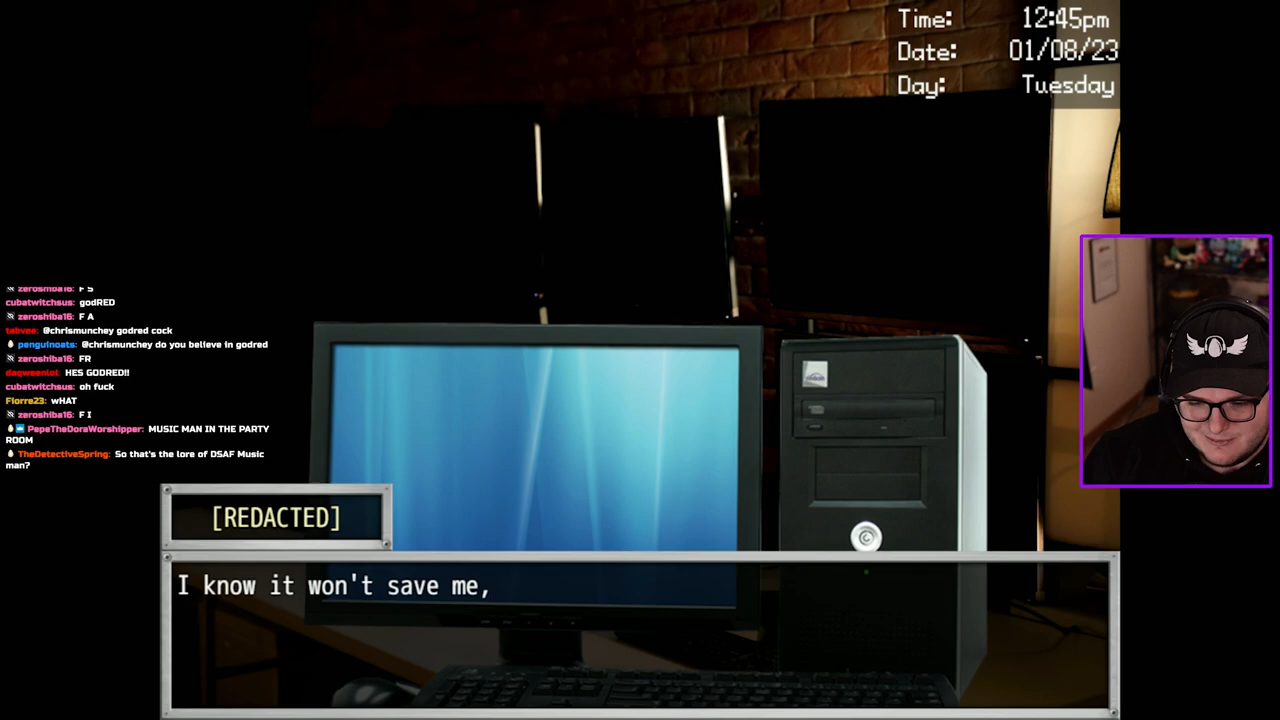 Time: 12:45pm
Date: 01/08/23
Day: Tuesday
zeroshiba16: F S
cubatwitchsus: godRED
zeroshiba16: F A
tabvee: @chrismunchey godred cock
penguinoats: @chrismunchey do you believe in godred
zeroshiba16: FR
daqweenlol: HES GODRED!!
cubatwitchsus: oh fuck
Fiorre23: wHAT
zeroshiba16: F I
PepeTheDoraWorshipper: MUSIC MAN IN THE PARTY
ROOM
TheDetectiveSpring: So that's the lore of DSAF Music
man?
[REDACTED]
I know it won't save me,